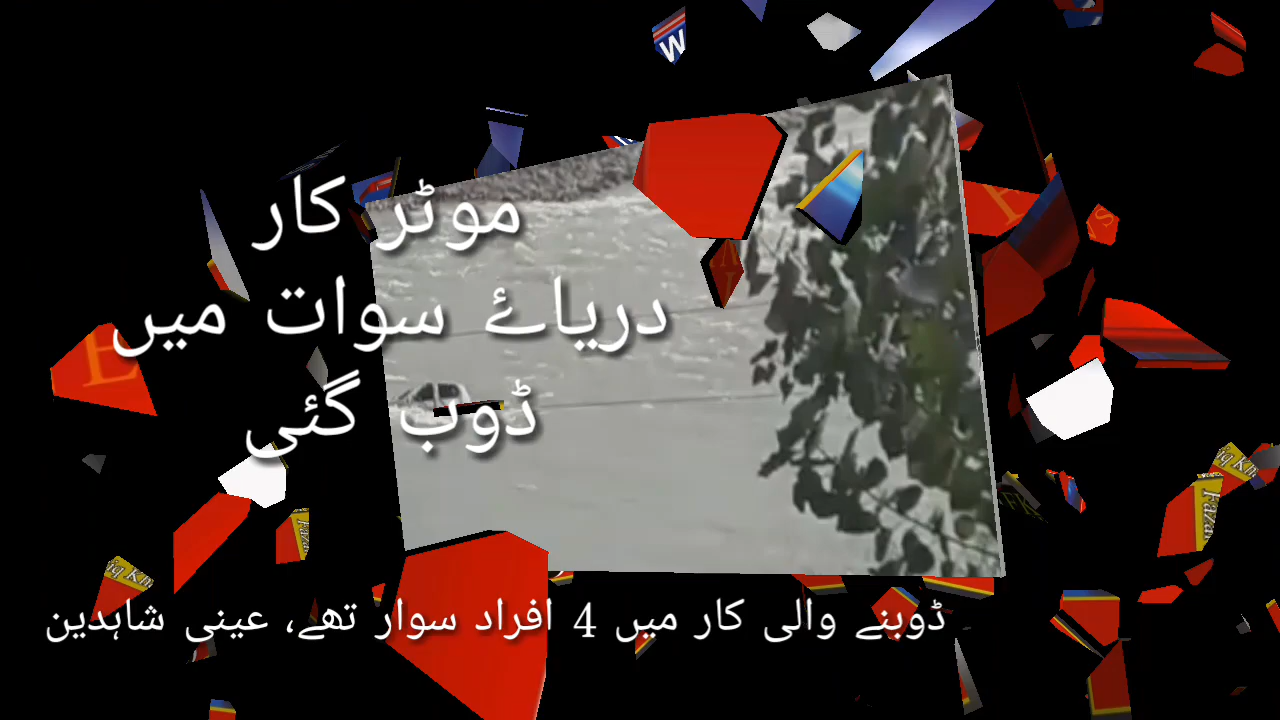 W
موٹر کار
دریائے سوات میں
ڈوب گئی
E
ڈوبنے والی کار میں 4 افراد سوار تھے، عینی شاہدین